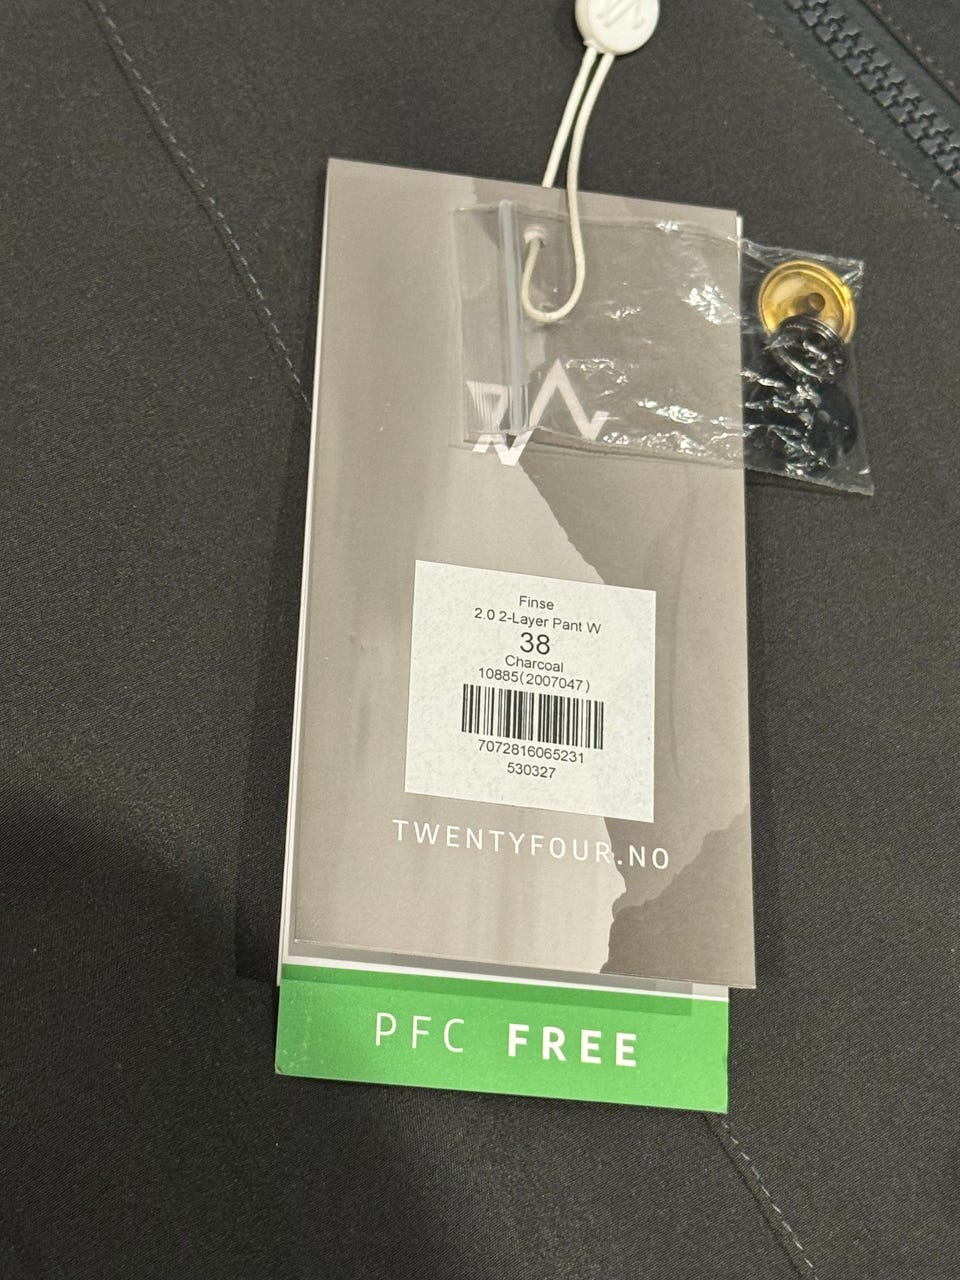 Finse
2.0 2-Layer Pant W
38
Charcoal
10885(2007047)
7072816065231
530327
TWENTYFOUR.NO
PFC FREE